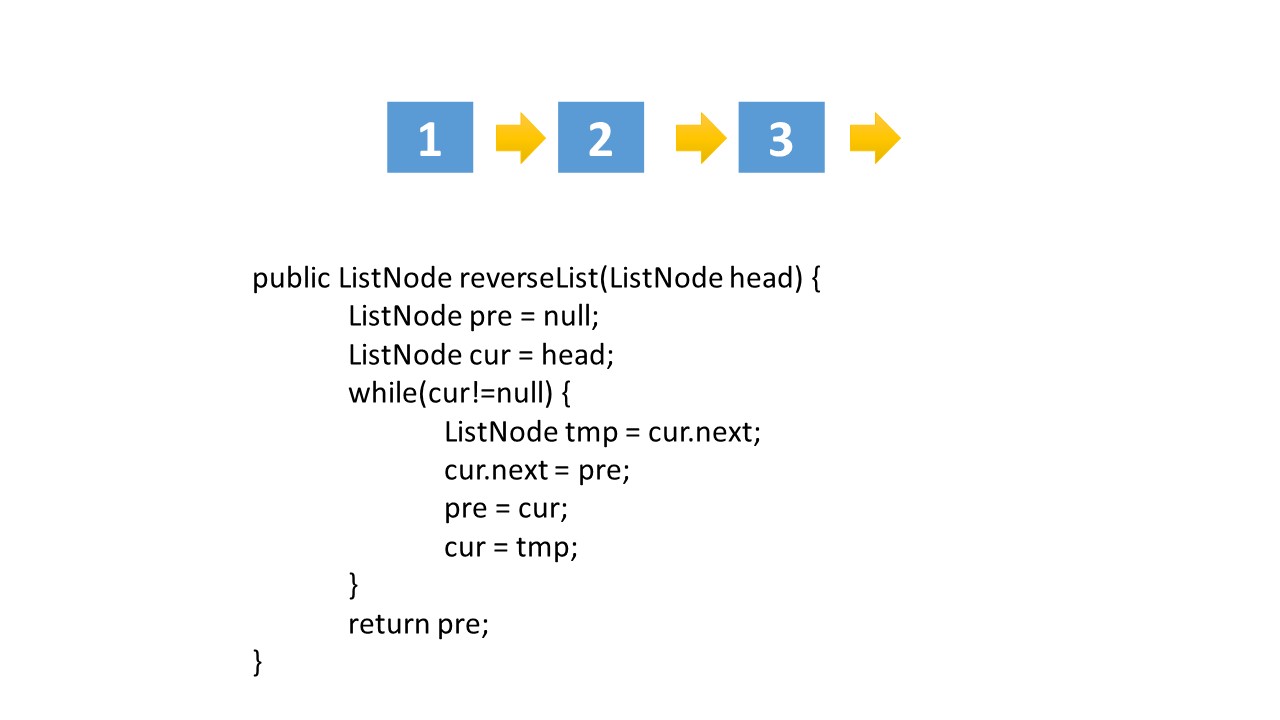 1 2 3
public ListNode reverseList(ListNode head) {
ListNode pre = null;
ListNode cur = head;
while(cur!=null) {
ListNode tmp = cur.next;
cur.next = pre;
pre = cur;
cur = tmp;
}
return pre;
}